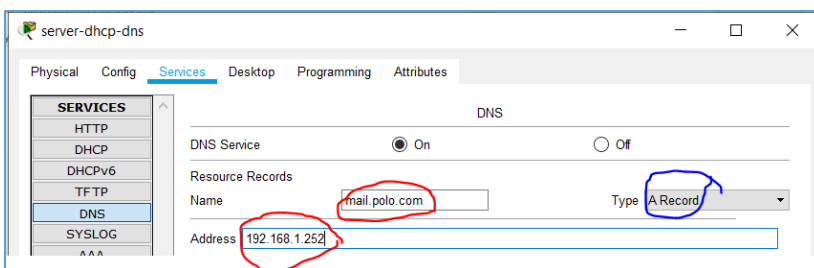 server-dhcp-dns
Physical Config Services Desktop Programming Attributes
SERVICES
HTTP
DHCP
DHCPv6
TFTP
DNS
SYSLOG
AAA
DNS
DNS Service On Off
Resource Records
Name mail.polo.com Type A Record
Address 192.168.1.252